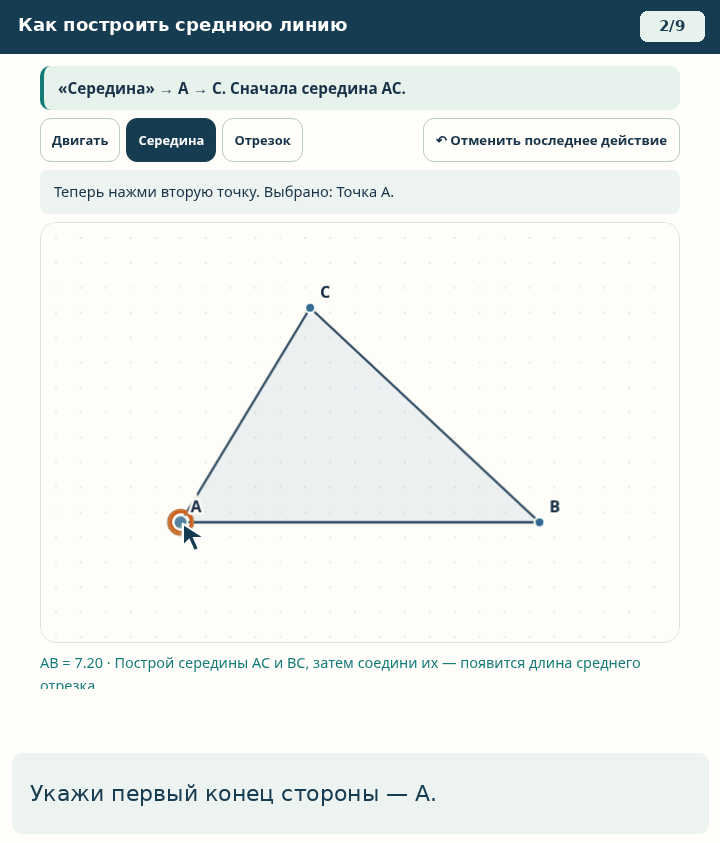 Как построить среднюю линию
2/9
«Середина» → A → C. Сначала середина AC.
Двигать
Середина
Отрезок
↶ Отменить последнее действие
Теперь нажми вторую точку. Выбрано: Точка A.
C
A
B
AB = 7.20 · Построй середины AC и BC, затем соедини их — появится длина среднего
отрезка
Укажи первый конец стороны — A.